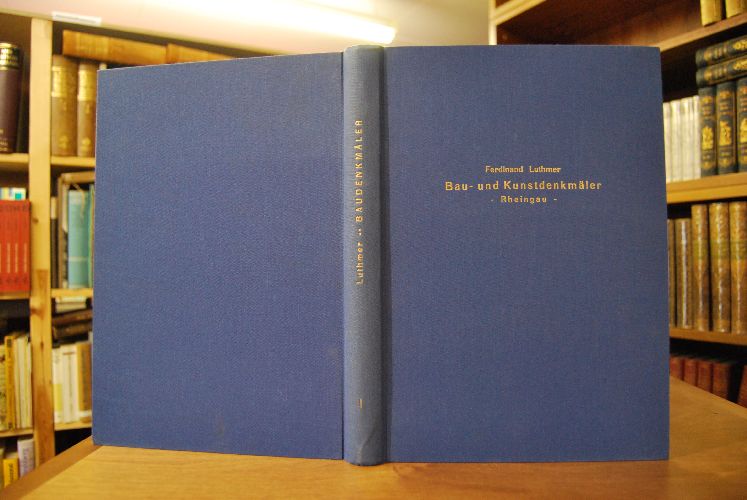 Luthmer ** BAUDENKMÄLER
I
Ferdinand Luthmer
Bau- und Kunstdenkmäler
- Rheingau -